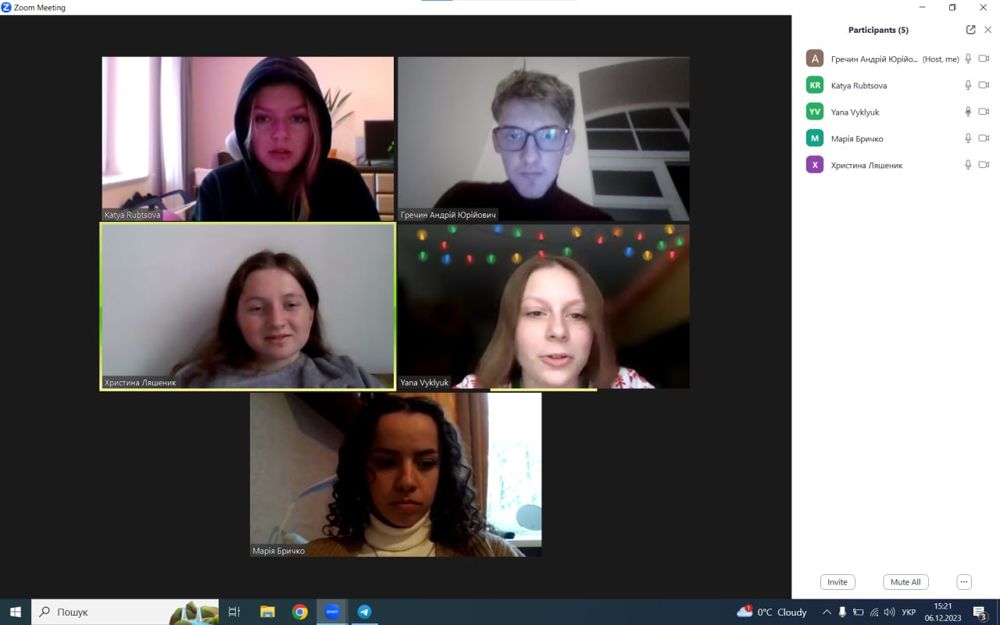 Zoom Meeting
Participants (5)
A Гречин Андрій Юрійо... (Host, me)
KR Katya Rubtsova
YV Yana Vyklyuk
М Марія Бричко
Х Христина Ляшеник
Katya Rubtsova
Гречин Андрій Юрійович
Христина Ляшеник
Yana Vyklyuk
Марія Бричко
Invite
Mute All
Пошук
zoom
1
0°C Cloudy
УКР
15:21
06.12.2023
3